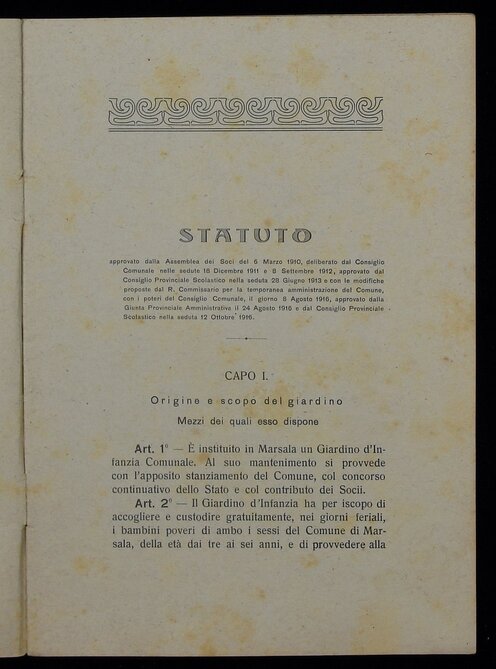 STATUTO
approvato dalla Assemblea dei Soci del 6 Marzo 1910, deliberato dal Consiglio
Comunale nelle sedute 16 Dicembre 1911 e 8 Settembre 1912, approvato dal
Consiglio Provinciale Scolastico nella seduta 28 Giugno 1913 e con le modifiche
proposte dal R. Commissario per la temporanea amministrazione del Comune,
con i poteri del Consiglio Comunale, il giorno 8 Agosto 1916, approvato dalla
Giunta Provinciale Amministrativa il 24 Agosto 1916 e dal Consiglio Provinciale
Scolastico nella seduta 12 Ottobre 1916.
CAPO I.
Origine e scopo del giardino
Mezzi dei quali esso dispone
Art. 1° — È instituito in Marsala un Giardino d'In-
fanzia Comunale. Al suo mantenimento si provvede
con l'apposito stanziamento del Comune, col concorso
continuativo dello Stato e col contributo dei Socii.
Art. 2° — Il Giardino d'Infanzia ha per iscopo di
accogliere e custodire gratuitamente, nei giorni feriali,
i bambini poveri di ambo i sessi del Comune di Mar-
sala, della età dai tre ai sei anni, e di provvedere alla